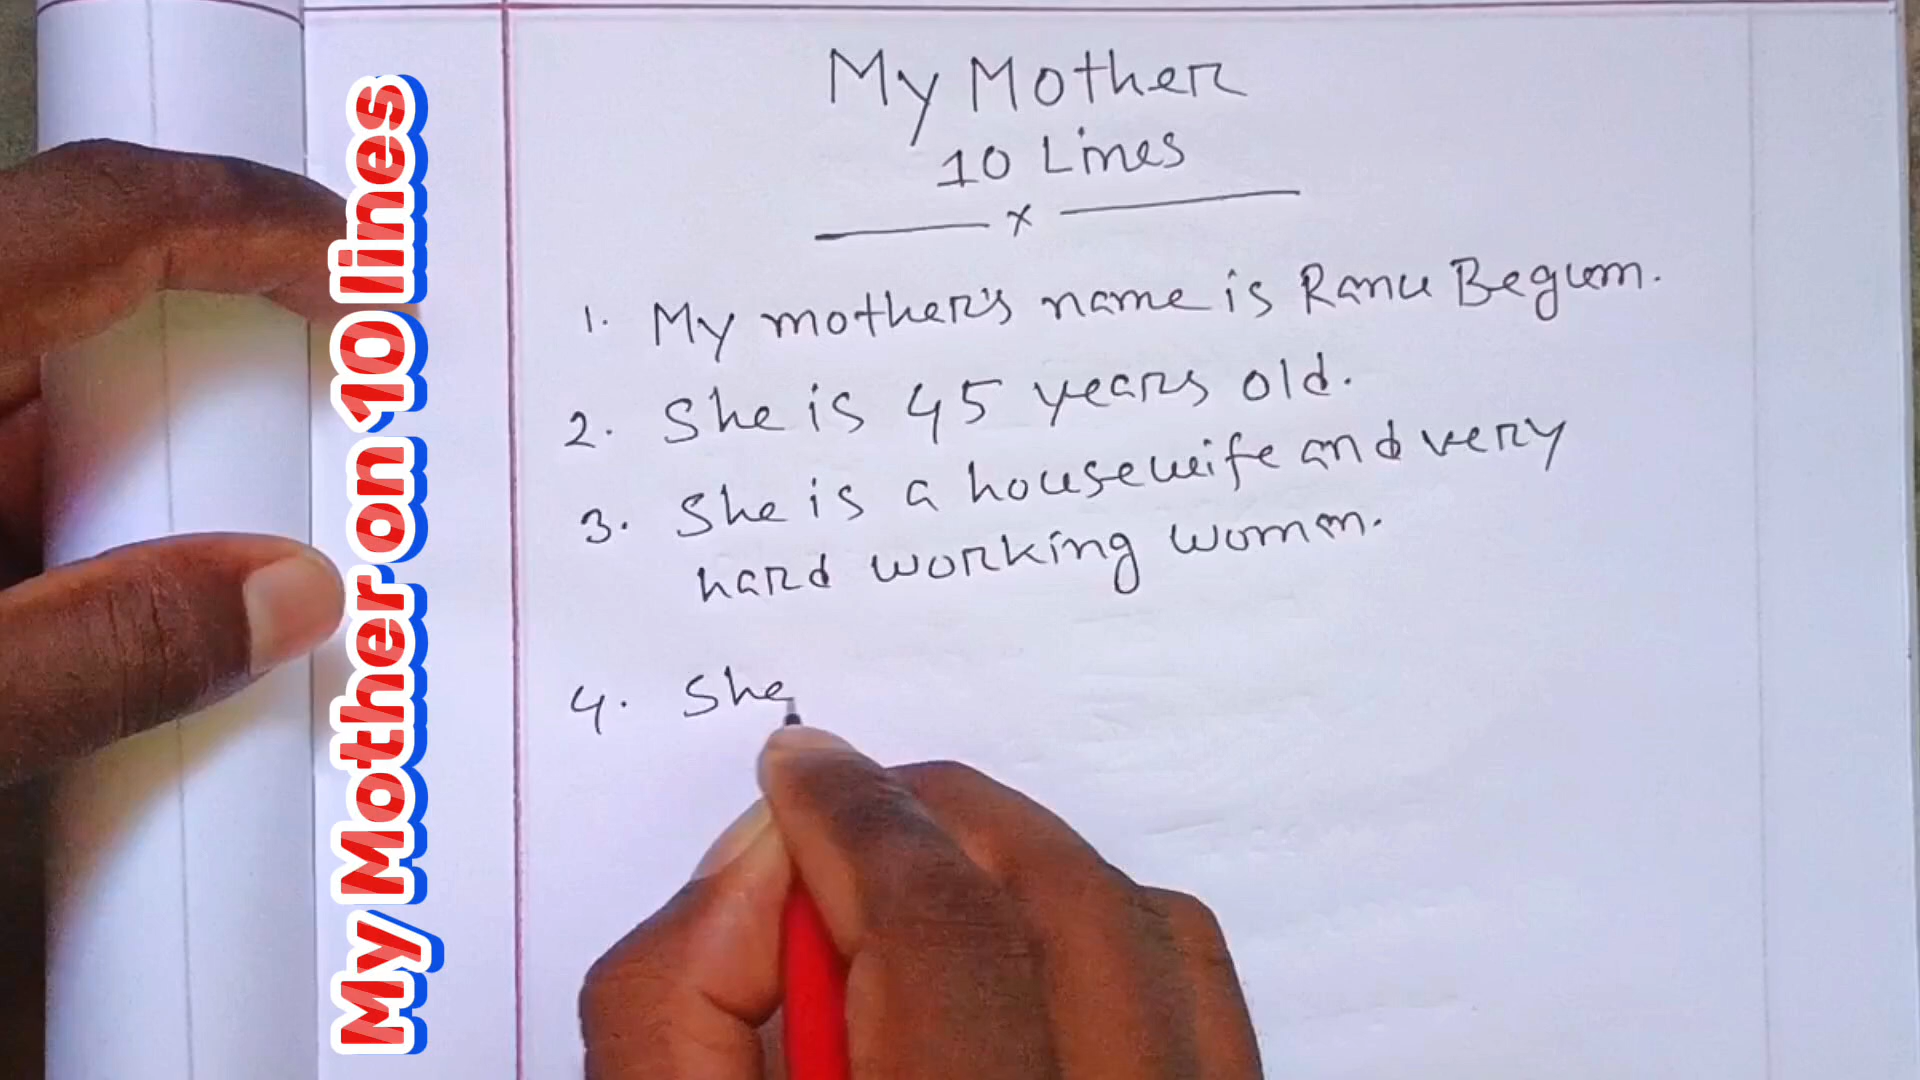 My Mother on 10 lines
My Mother
10 Lines
x
1. My mother's name is Ranu Begum.
2. She is 45 years old.
3. She is a housewife and very
hard working woman.
4. She